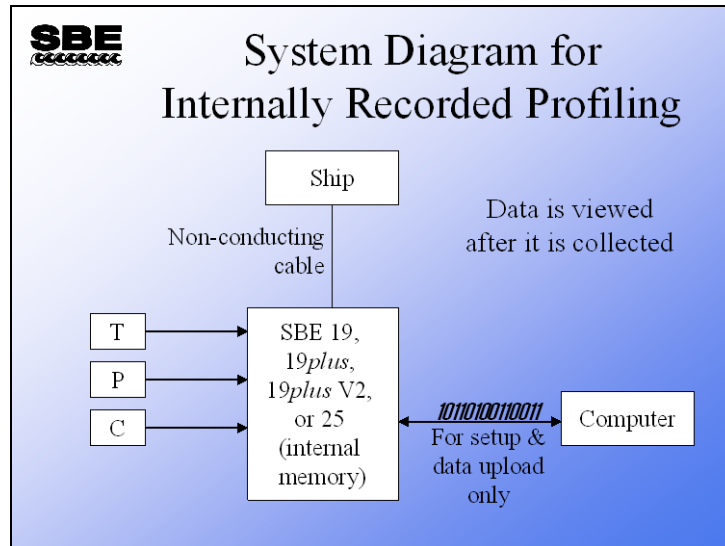 SBE
System Diagram for
Internally Recorded Profiling
Ship
Data is viewed
after it is collected
Non-conducting
cable
T
P
C
SBE 19,
19plus,
19plus V2,
or 25
(internal
memory)
10110100110011
For setup &
data upload
only
Computer